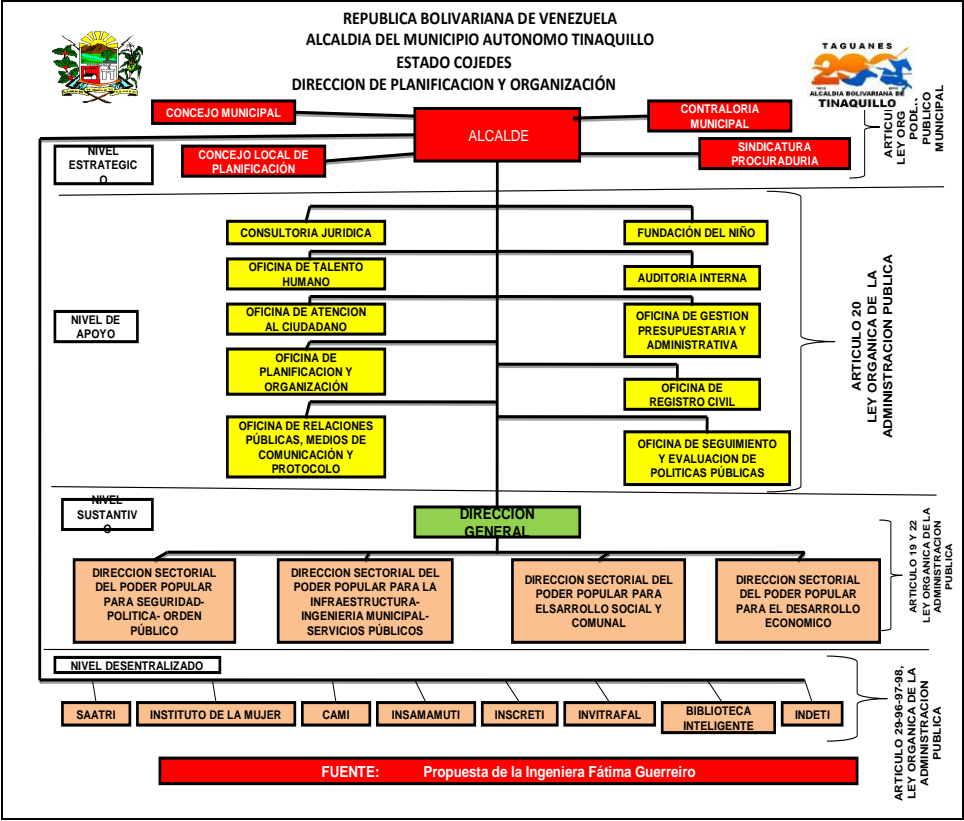 REPUBLICA BOLIVARIANA DE VENEZUELA
ALCALDIA DEL MUNICIPIO AUTONOMO TINAQUILLO
ESTADO COJEDES
DIRECCION DE PLANIFICACION Y ORGANIZACIÓN
TAGUANES
200
ALCALDIA BOLIVARIANA DE
TINAQUILLO
CONCEJO MUNICIPAL
ALCALDE
CONTRALORIA
MUNICIPAL
NIVEL
ESTRATEGIC
O
CONCEJO LOCAL DE
PLANIFICACIÓN
SINDICATURA
PROCURADURIA
ARTICUL
LEY ORG
PODE..
PUBLICO
MUNICIPAL
NIVEL DE
APOYO
CONSULTORIA JURIDICA
FUNDACIÓN DEL NIÑO
OFICINA DE TALENTO
HUMANO
AUDITORIA INTERNA
OFICINA DE ATENCION
AL CIUDADANO
OFICINA DE GESTION
PRESUPUESTARIA Y
ADMINISTRATIVA
OFICINA DE
PLANIFICACION Y
ORGANIZACIÓN
OFICINA DE
REGISTRO CIVIL
OFICINA DE RELACIONES
PÚBLICAS, MEDIOS DE
COMUNICACIÓN Y
PROTOCOLO
OFICINA DE SEGUIMIENTO
Y EVALUACION DE
POLITICAS PÚBLICAS
ARTICULO 20
LEY ORGANICA DE LA
ADMINISTRACION PUBLICA
NIVEL
SUSTANTIV
O
DIRECCION
GENERAL
DIRECCION SECTORIAL
DEL PODER POPULAR
PARA SEGURIDAD-
POLITICA- ORDEN
PÚBLICO
DIRECCION SECTORIAL DEL
PODER POPULAR PARA LA
INFRAESTRUCTURA-
INGENIERIA MUNICIPAL-
SERVICIOS PÚBLICOS
DIRECCION SECTORIAL DEL
PODER POPULAR PARA
ELSARROLLO SOCIAL Y
COMUNAL
DIRECCION SECTORIAL
DEL PODER POPULAR
PARA EL DESARROLLO
ECONOMICO
ARTICULO 19 Y 22
LEY ORGANICA DE LA
ADMINISTRACION
PUBLICA
NIVEL DESENTRALIZADO
SAATRI
INSTITUTO DE LA MUJER
CAMI
INSAMAMUTI
INSCRETI
INVITRAFAL
BIBLIOTECA
INTELIGENTE
INDETI
ARTICULO 29-96-97-98,
LEY ORGANICA DE LA
ADMINISTRACION
PUBLICA
FUENTE: Propuesta de la Ingeniera Fátima Guerreiro